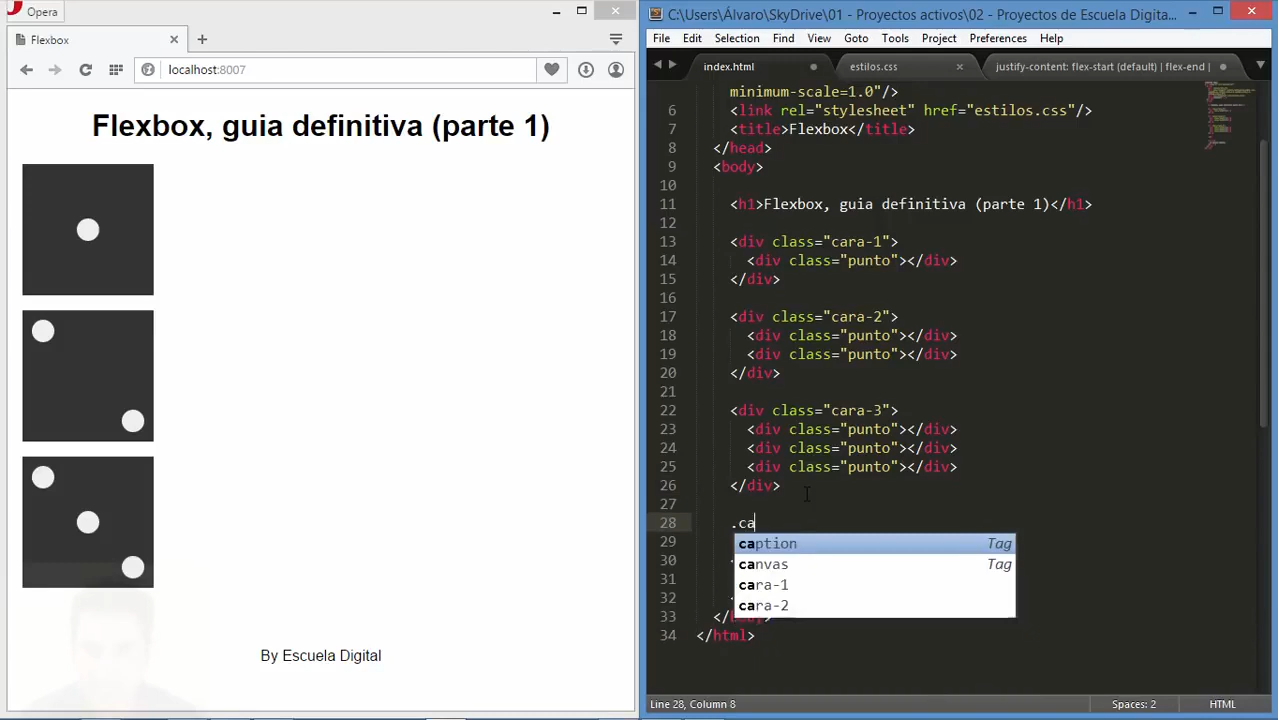 Opera
Flexbox
localhost:8007
Flexbox, guia definitiva (parte 1)
By Escuela Digital
C:\Users\Álvaro\SkyDrive\01 - Proyectos activos\02 - Proyectos de Escuela Digita...
File Edit Selection Find View Goto Tools Project Preferences Help
index.html estilos.css justify-content: flex-start (default) | flex-end |
minimum-scale=1.0"/>
6 <link rel="stylesheet" href="estilos.css"/>
7 <title>Flexbox</title>
8 </head>
9 <body>
10
11 <h1>Flexbox, guia definitiva (parte 1)</h1>
12
13 <div class="cara-1">
14 <div class="punto"></div>
15 </div>
16
17 <div class="cara-2">
18 <div class="punto"></div>
19 <div class="punto"></div>
20 </div>
21
22 <div class="cara-3">
23 <div class="punto"></div>
24 <div class="punto"></div>
25 <div class="punto"></div>
26 </div>
27
28 .ca
caption Tag
canvas Tag
cara-1
cara-2
29
30
31
32
33 </body>
34 </html>
Line 28, Column 8 Spaces: 2 HTML